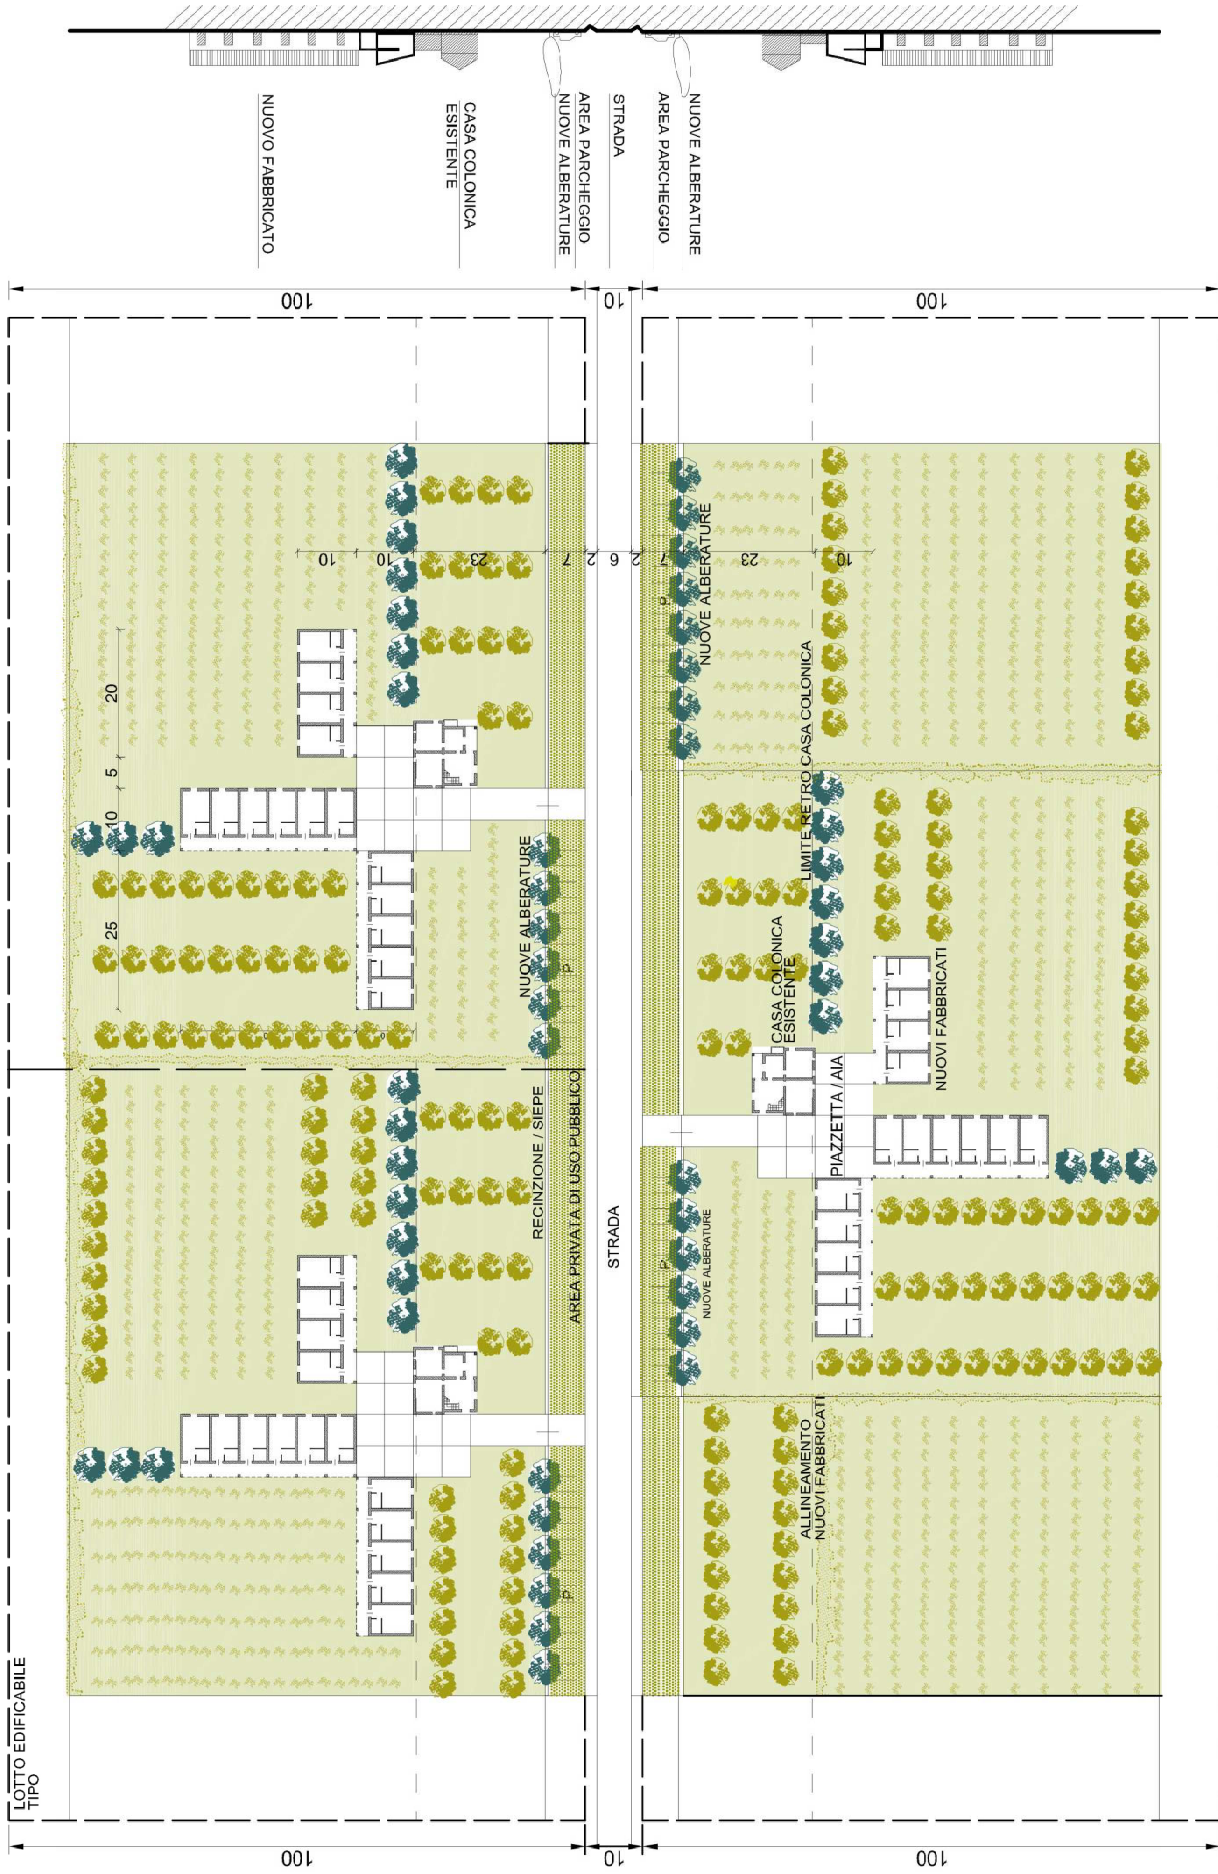 NUOVO FABBRICATO
CASA COLONICA
ESISTENTE
NUOVE ALBERATURE
AREA PARCHEGGIO
STRADA
AREA PARCHEGGIO
NUOVE ALBERATURE
100
10
100
10
10
23
7
2
6
2
7
23
10
P
NUOVE ALBERATURE
LIMITE RETRO CASA COLONICA
20
5
10
25
NUOVE ALBERATURE
P
CASA COLONICA
ESISTENTE
NUOVI FABBRICATI
PIAZZETTA / AIA
RECINZIONE / SIEPE
AREA PRIVATA DI USO PUBBLICO
STRADA
P
NUOVE ALBERATURE
ALLINEAMENTO
NUOVI FABBRICATI
P
LOTTO EDIFICABILE
TIPO
100
10
100